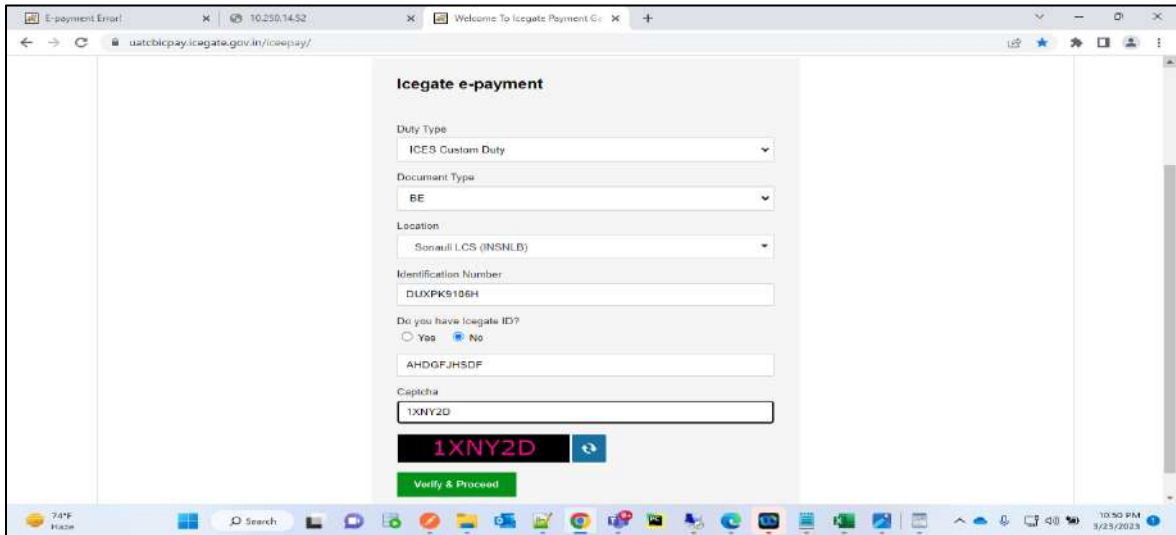 E-payment Error!
10.250.14.52
Welcome To Icegate Payment Ga
uatcbicpay.icegate.gov.in/iceepay/
Icegate e-payment
Duty Type
ICES Custom Duty
Document Type
BE
Location
Sonauli LCS (INSNLB)
Identification Number
DUXPK9106H
Do you have Icegate ID?
Yes No
AHDGFJHSDF
Captcha
1XNY2D
1XNY2D
Verify & Proceed
74°F
Haze
Search
10:50 PM
3/23/2023